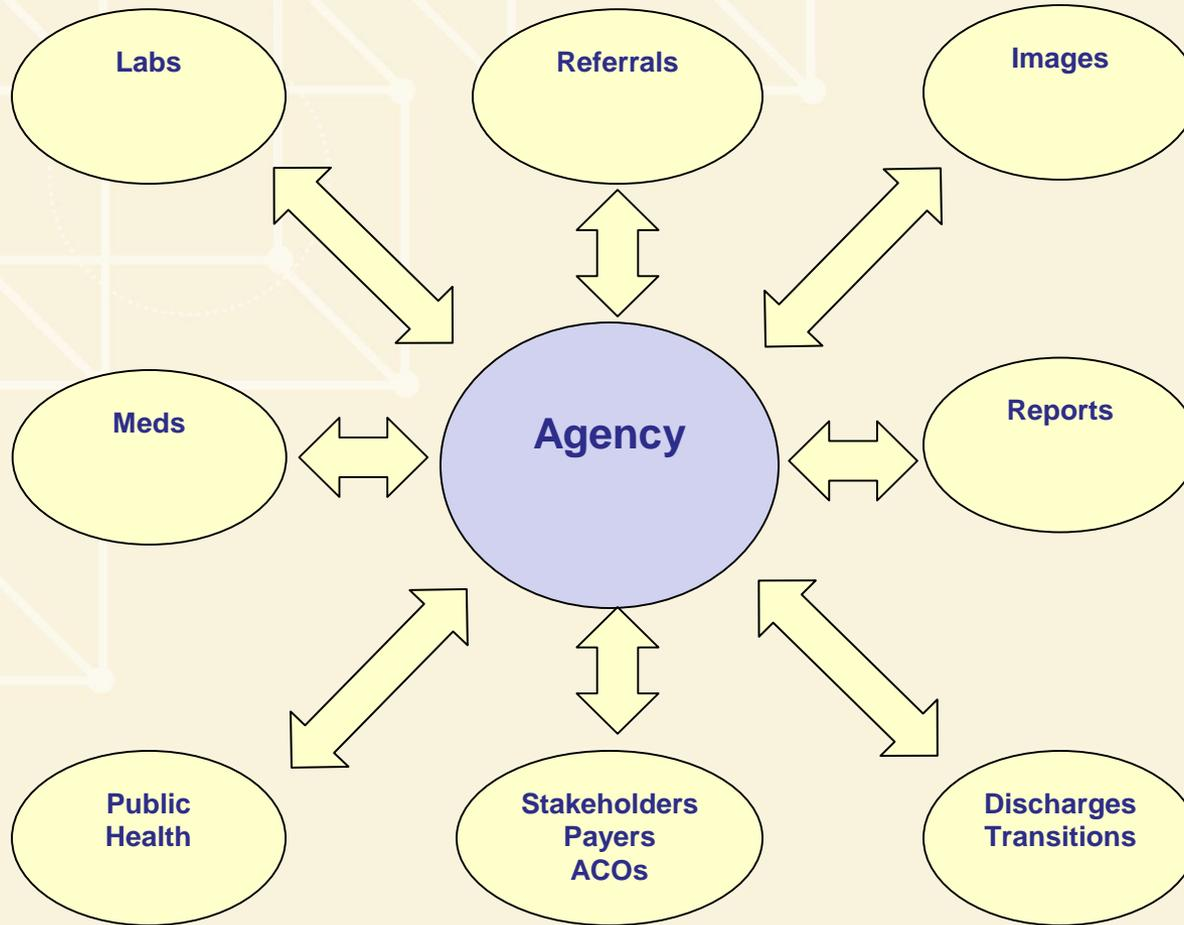 Labs
Referrals
Images
Meds
Agency
Reports
Public
Health
Stakeholders
Payers
ACOs
Discharges
Transitions